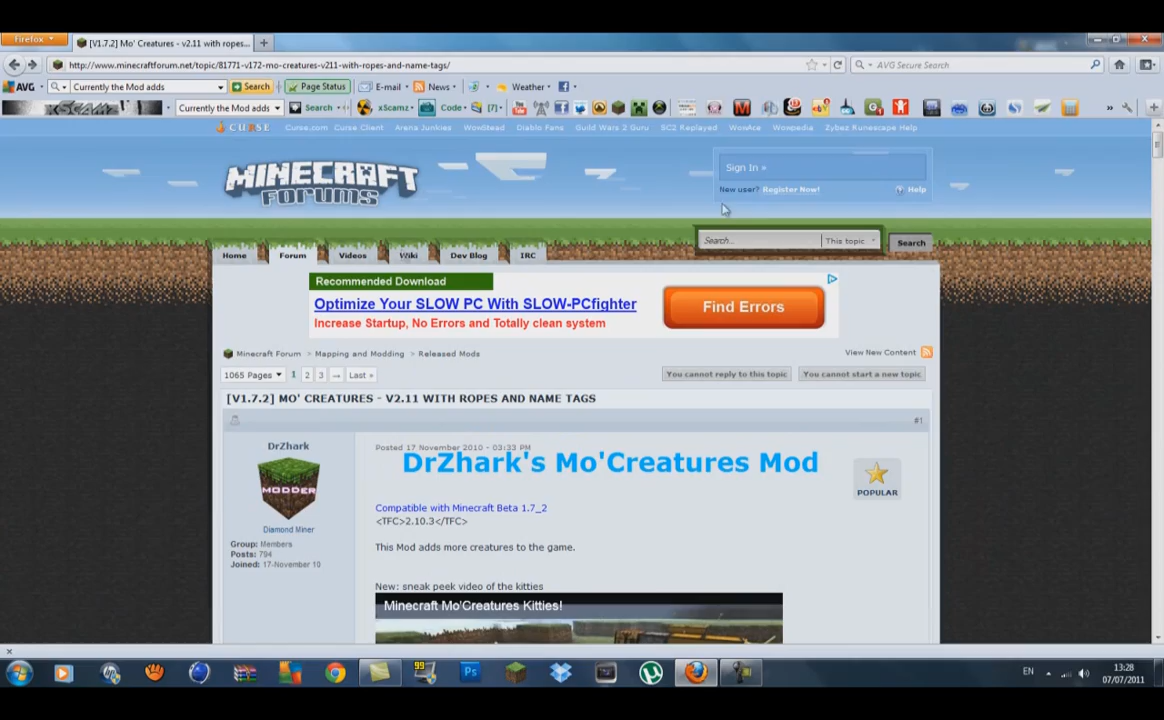 Firefox
[V1.7.2] Mo' Creatures - v2.11 with ropes...
http://www.minecraftforum.net/topic/81771-v172-mo-creatures-v211-with-ropes-and-name-tags/
AVG Secure Search
AVG Currently the Mod adds Search Page Status E-mail News Weather
Currently the Mod adds Search xScamz Code [7]
CURSE Curse.com Curse Client Arena Junkies WowStead Diablo Fans Guild Wars 2 Guru SC2 Replayed WowAce Wowpedia Zybez Runescape Help
MINECRAFT
FORUMS
Sign In »
New user? Register Now! Help
Search... This topic Search
Home Forum Videos Wiki Dev Blog IRC
Recommended Download
Optimize Your SLOW PC With SLOW-PCfighter
Increase Startup, No Errors and Totally clean system
Find Errors
Minecraft Forum > Mapping and Modding > Released Mods
View New Content
1065 Pages 1 2 3 → Last »
You cannot reply to this topic You cannot start a new topic
[V1.7.2] MO' CREATURES - V2.11 WITH ROPES AND NAME TAGS
#1
DrZhark
MODDER
Diamond Miner
Group: Members
Posts: 794
Joined: 17-November 10
Posted 17 November 2010 - 03:33 PM
DrZhark's Mo'Creatures Mod
POPULAR
Compatible with Minecraft Beta 1.7_2
<TFC>2.10.3</TFC>
This Mod adds more creatures to the game.
New: sneak peek video of the kitties
Minecraft Mo'Creatures Kitties!
99
Ps
EN
13:28
07/07/2011